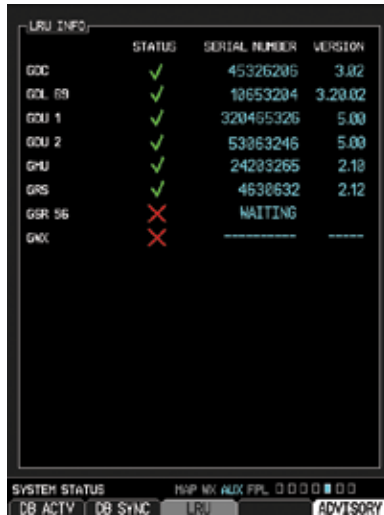 LRU INFO
STATUS SERIAL NUMBER VERSION
GDC 45326206 3.02
GDL 69 10653204 3.20.02
GDU 1 320465326 5.00
GDU 2 53063246 5.00
GMU 24203265 2.10
GRS 4630632 2.12
GSR 56 WAITING
GWX ---------- -----
SYSTEM STATUS MAP WX AUX FPL
DB ACTV DB SYNC LRU ADVISORY